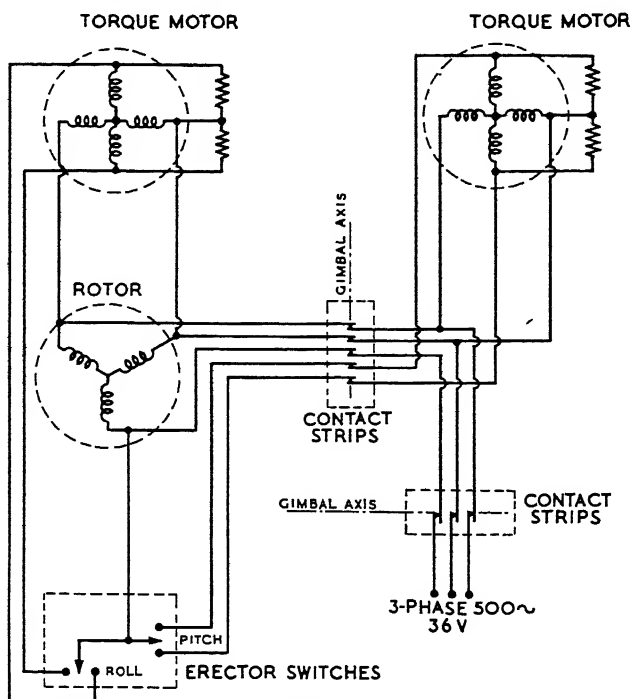 TORQUE MOTOR
TORQUE MOTOR
GIMBAL AXIS
ROTOR
CONTACT
STRIPS
GIMBAL AXIS
CONTACT
STRIPS
3-PHASE 500~
36V
PITCH
ROLL
ERECTOR SWITCHES